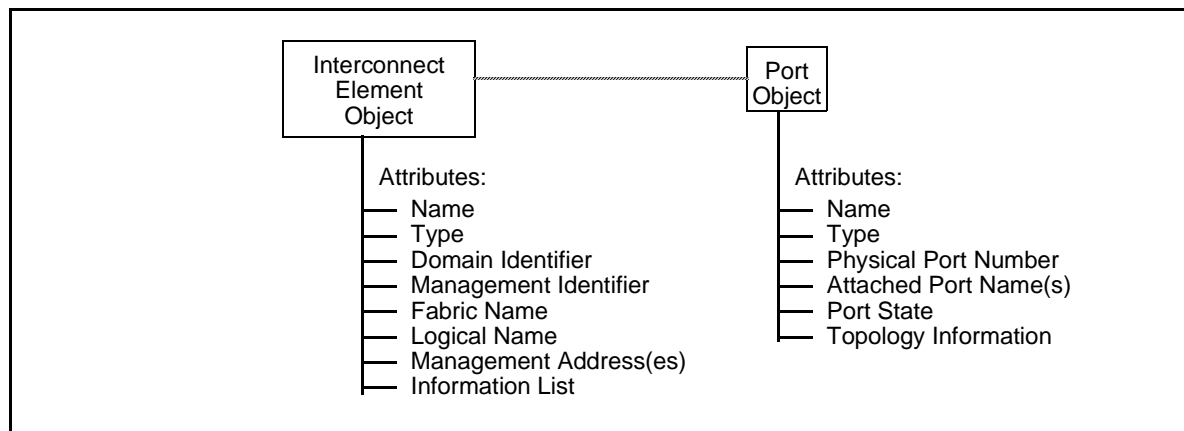 Interconnect
Element
Object
Port
Object
Attributes:
Name
Type
Domain Identifier
Management Identifier
Fabric Name
Logical Name
Management Address(es)
Information List
Attributes:
Name
Type
Physical Port Number
Attached Port Name(s)
Port State
Topology Information